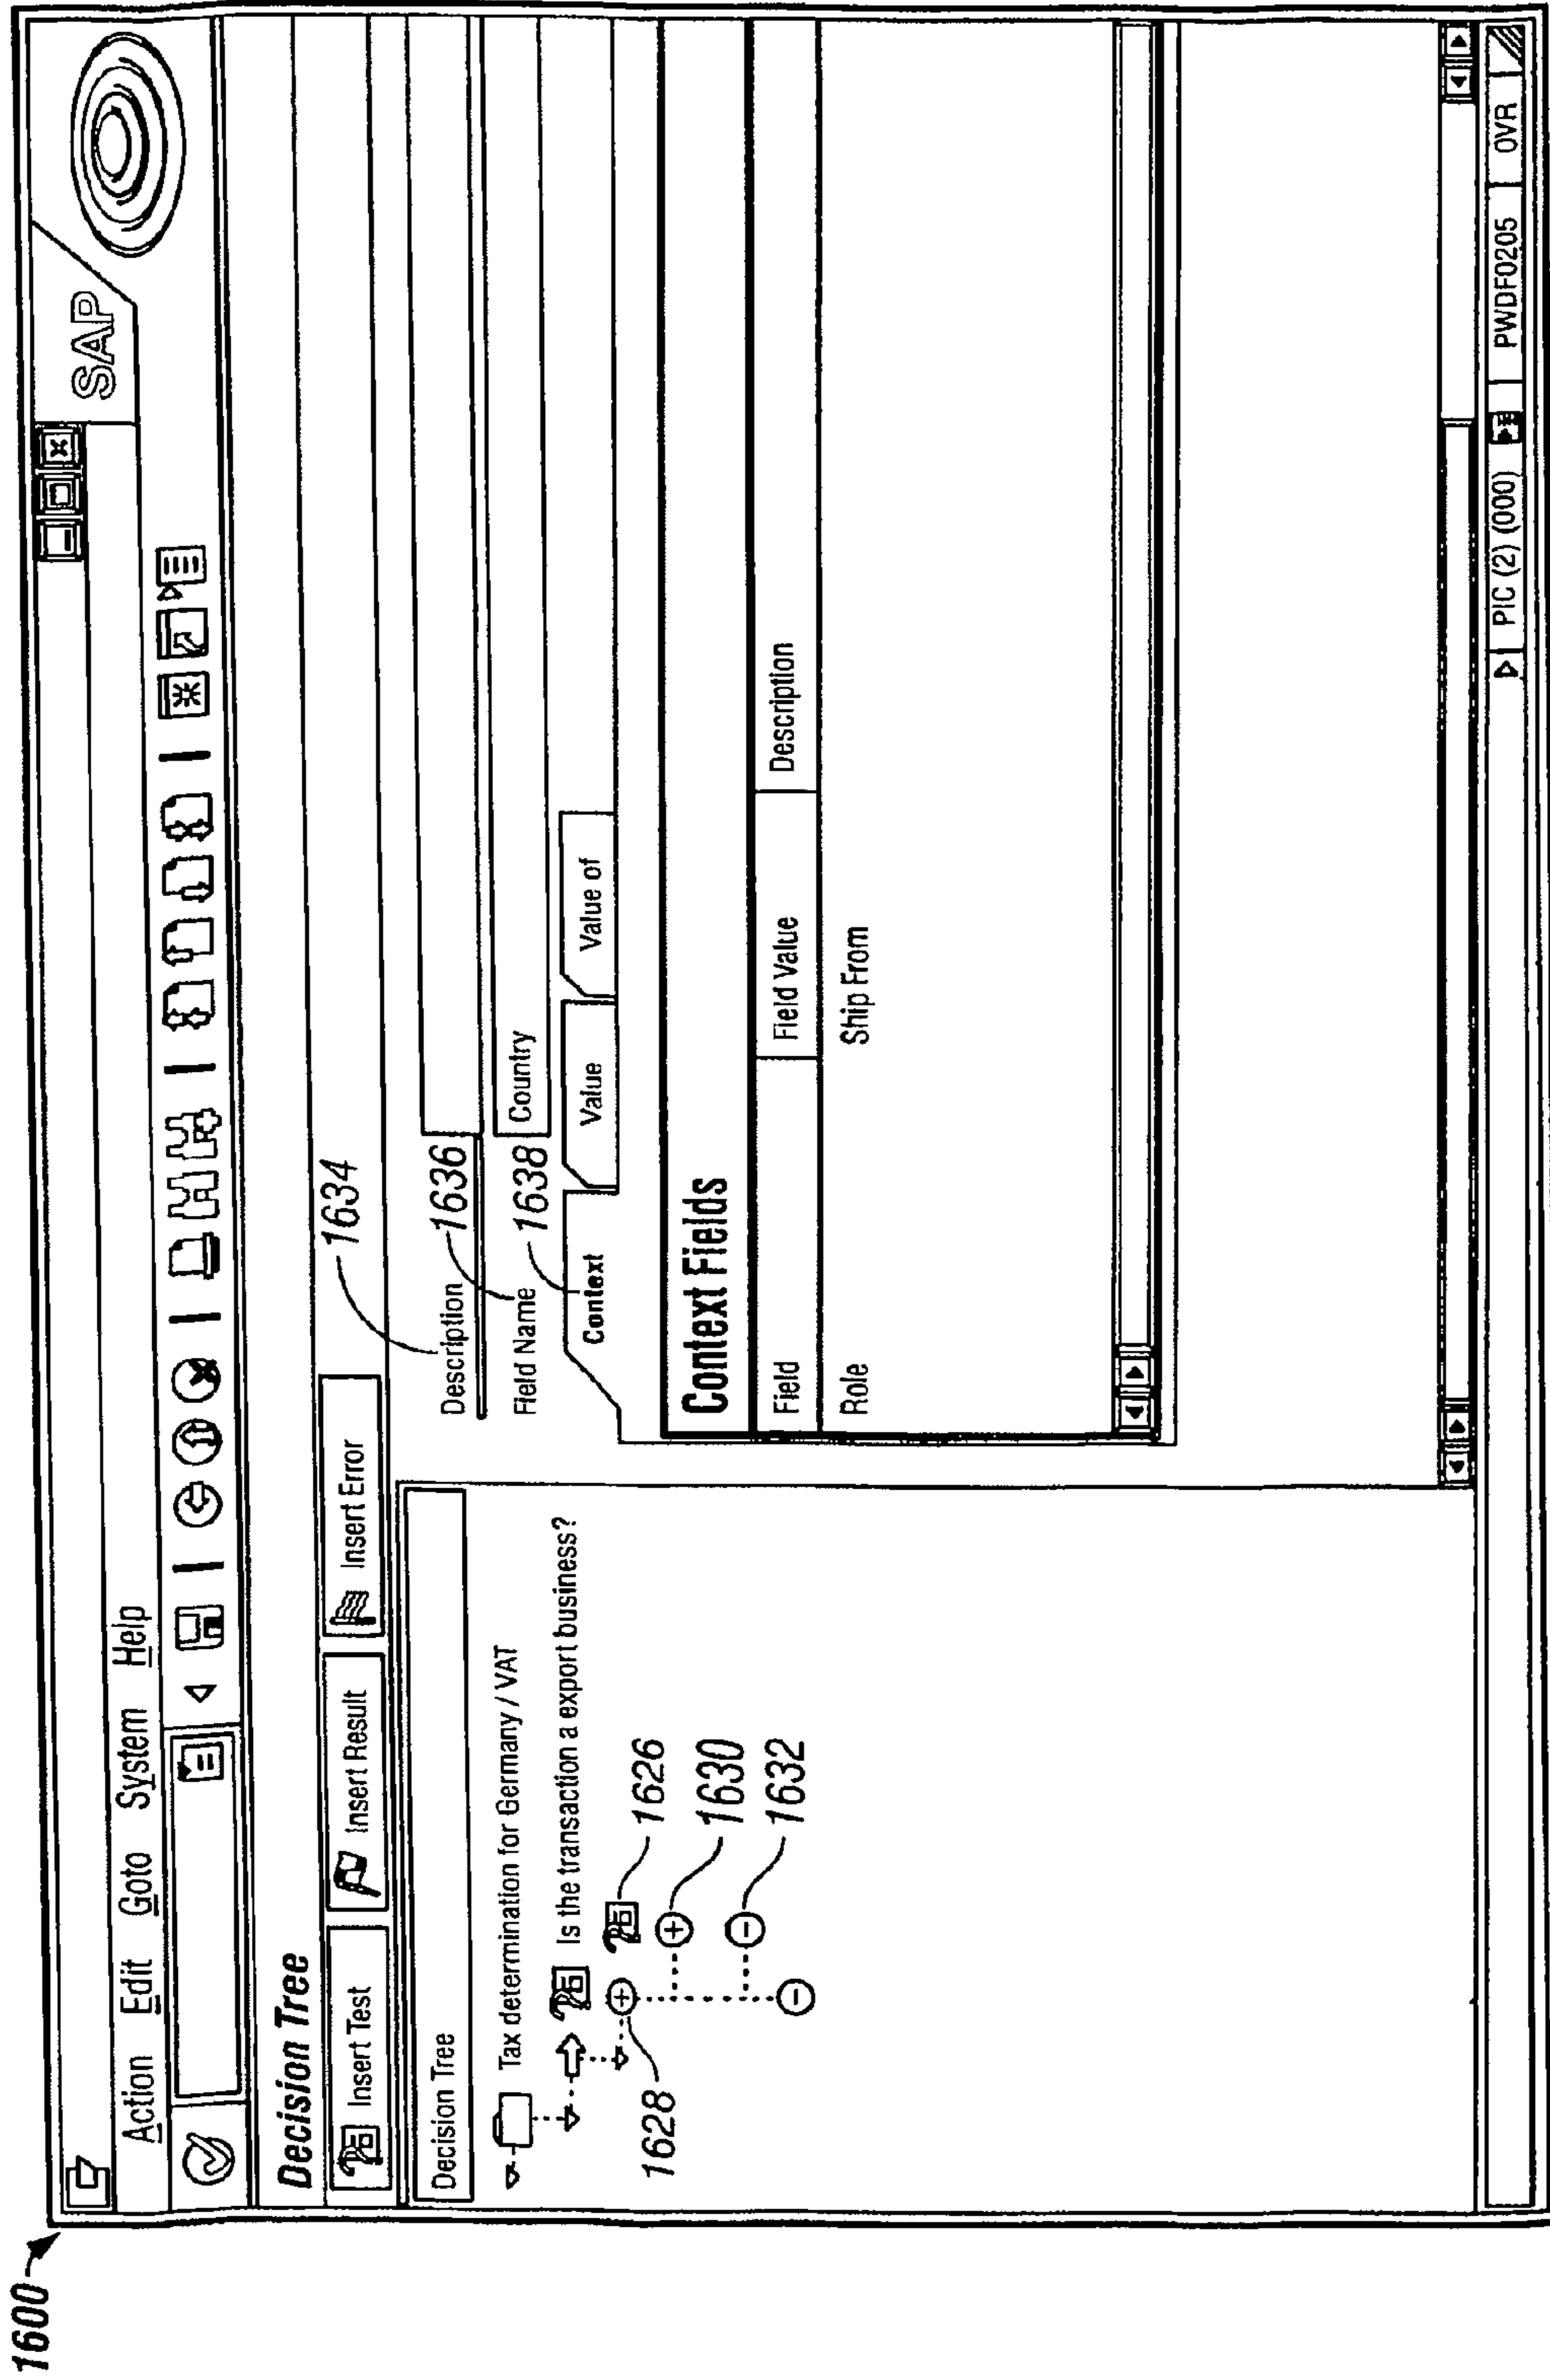 1600
SAP
Action Edit Goto System Help
Decision Tree
Insert Test Insert Result Insert Error
1634
Decision Tree
Description
1636
Tax determination for Germany / VAT
Field Name Country
1638
Is the transaction a export business?
Context Value Value of
1628
1626
1630
1632
Context Fields
Field Field Value Description
Role Ship From
PIC (2) (000) PWDF0205 OVR